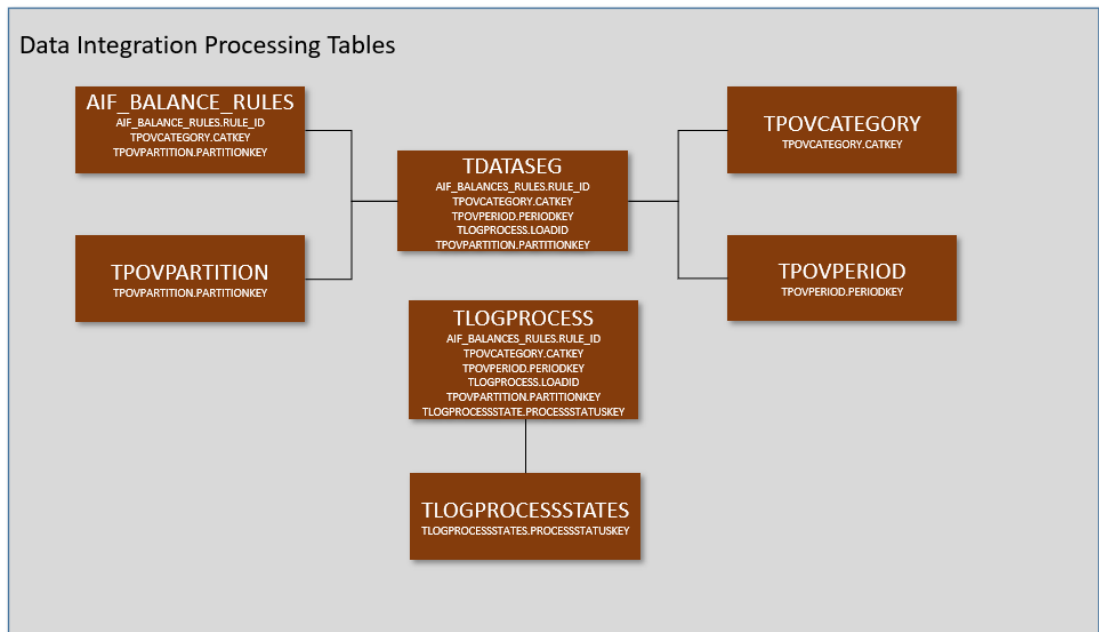 Data Integration Processing Tables
AIF_BALANCE_RULES
AIF_BALANCE_RULES.RULE_ID
TPOVCATEGORY.CATKEY
TPOVPARTITION.PARTITIONKEY
TPOVPARTITION
TPOVPARTITION.PARTITIONKEY
TDATASEG
AIF_BALANCES_RULES.RULE_ID
TPOVCATEGORY.CATKEY
TPOVPERIOD.PERIODKEY
TLOGPROCESS.LOADID
TPOVPARTITION.PARTITIONKEY
TPOVCATEGORY
TPOVCATEGORY.CATKEY
TPOVPERIOD
TPOVPERIOD.PERIODKEY
TLOGPROCESS
AIF_BALANCES_RULES.RULE_ID
TPOVCATEGORY.CATKEY
TPOVPERIOD.PERIODKEY
TLOGPROCESS.LOADID
TPOVPARTITION.PARTITIONKEY
TLOGPROCESSSTATE.PROCESSSTATUSKEY
TLOGPROCESSSTATES
TLOGPROCESSSTATES.PROCESSSTATUSKEY